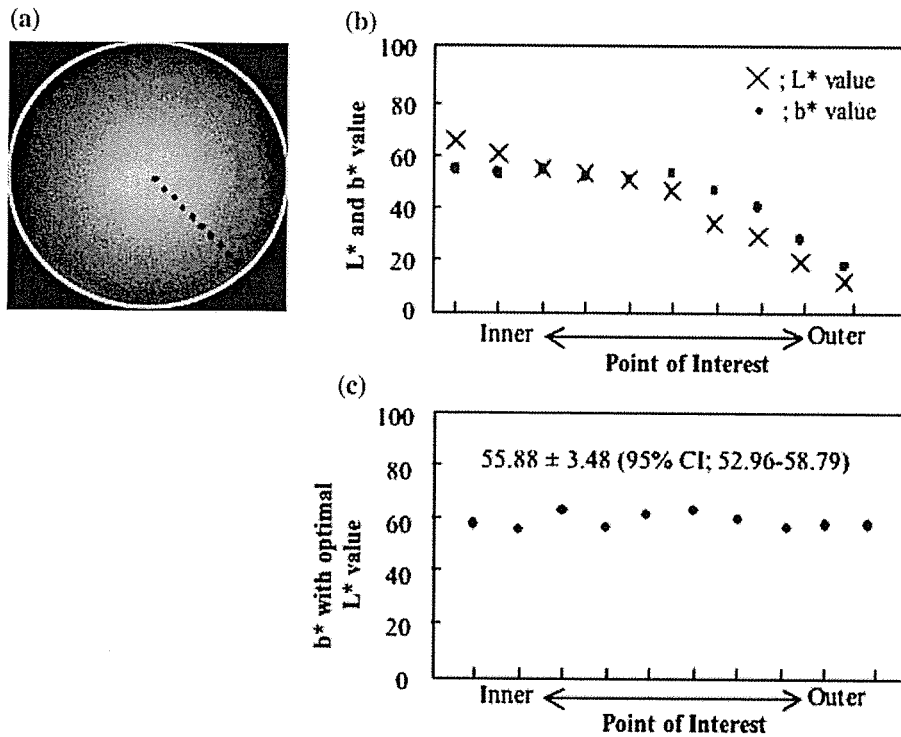 (a)
(b)
100
80
60
40
20
0
L* and b* value
; L* value
; b* value
Inner
Outer
Point of Interest
(c)
100
80
60
40
20
0
b* with optimal
L* value
55.88 ± 3.48 (95% CI; 52.96-58.79)
Inner
Outer
Point of Interest